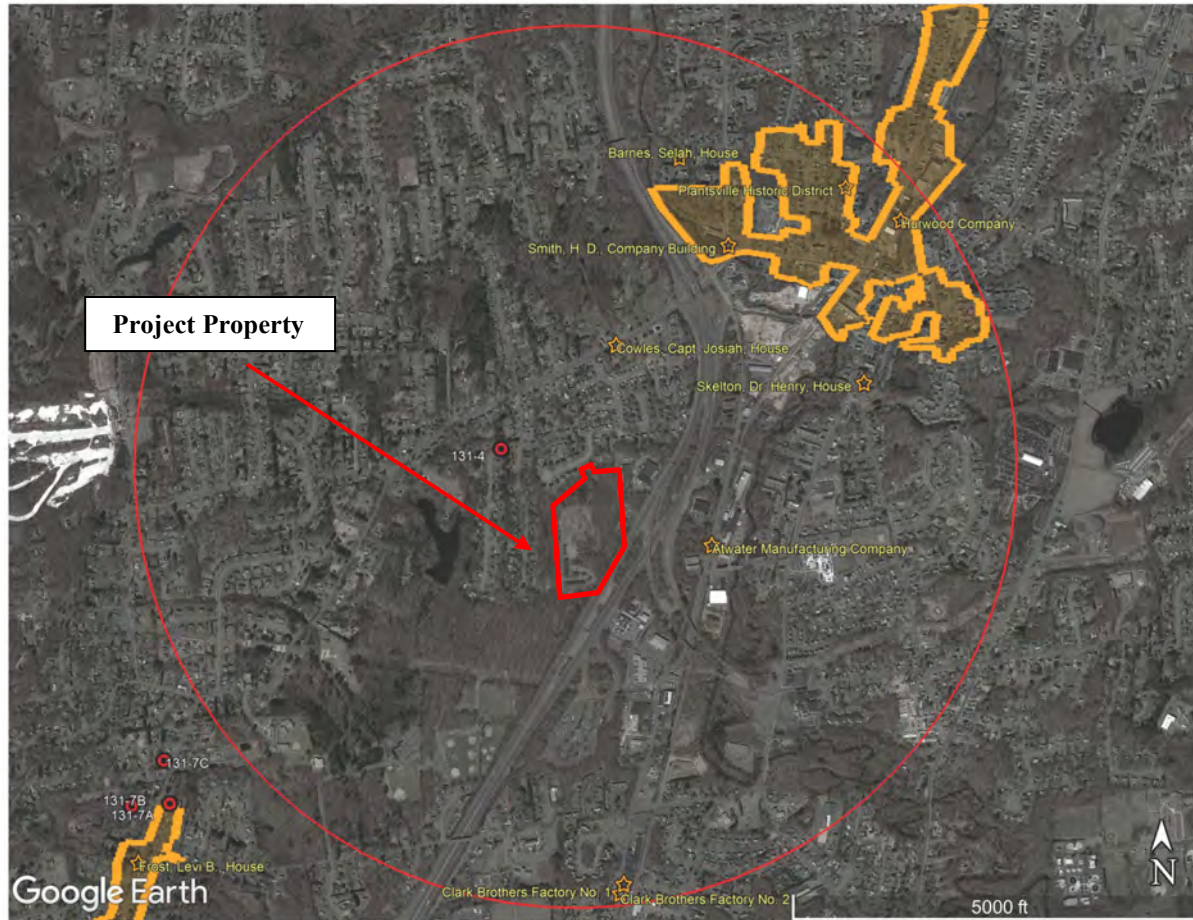 Barnes, Selah, House
Plantsville Historic District
Hurwood Company
Smith, H. D., Company Building
Project Property
Cowles, Capt. Josiah, House
Skelton, Dr. Henry, House
131-4
Atwater Manufacturing Company
131-7C
131-7B
131-7A
Frost, Levi B., House
Clark Brothers Factory No. 1
Clark Brothers Factory No. 2
Google Earth
5000 ft
N